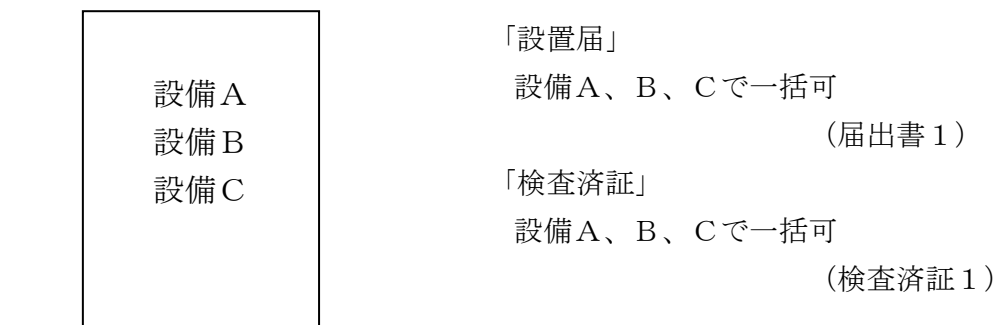 設備Ａ
設備Ｂ
設備Ｃ
「設置届」
設備Ａ、Ｂ、Ｃで一括可
（届出書１）
「検査済証」
設備Ａ、Ｂ、Ｃで一括可
（検査済証１）